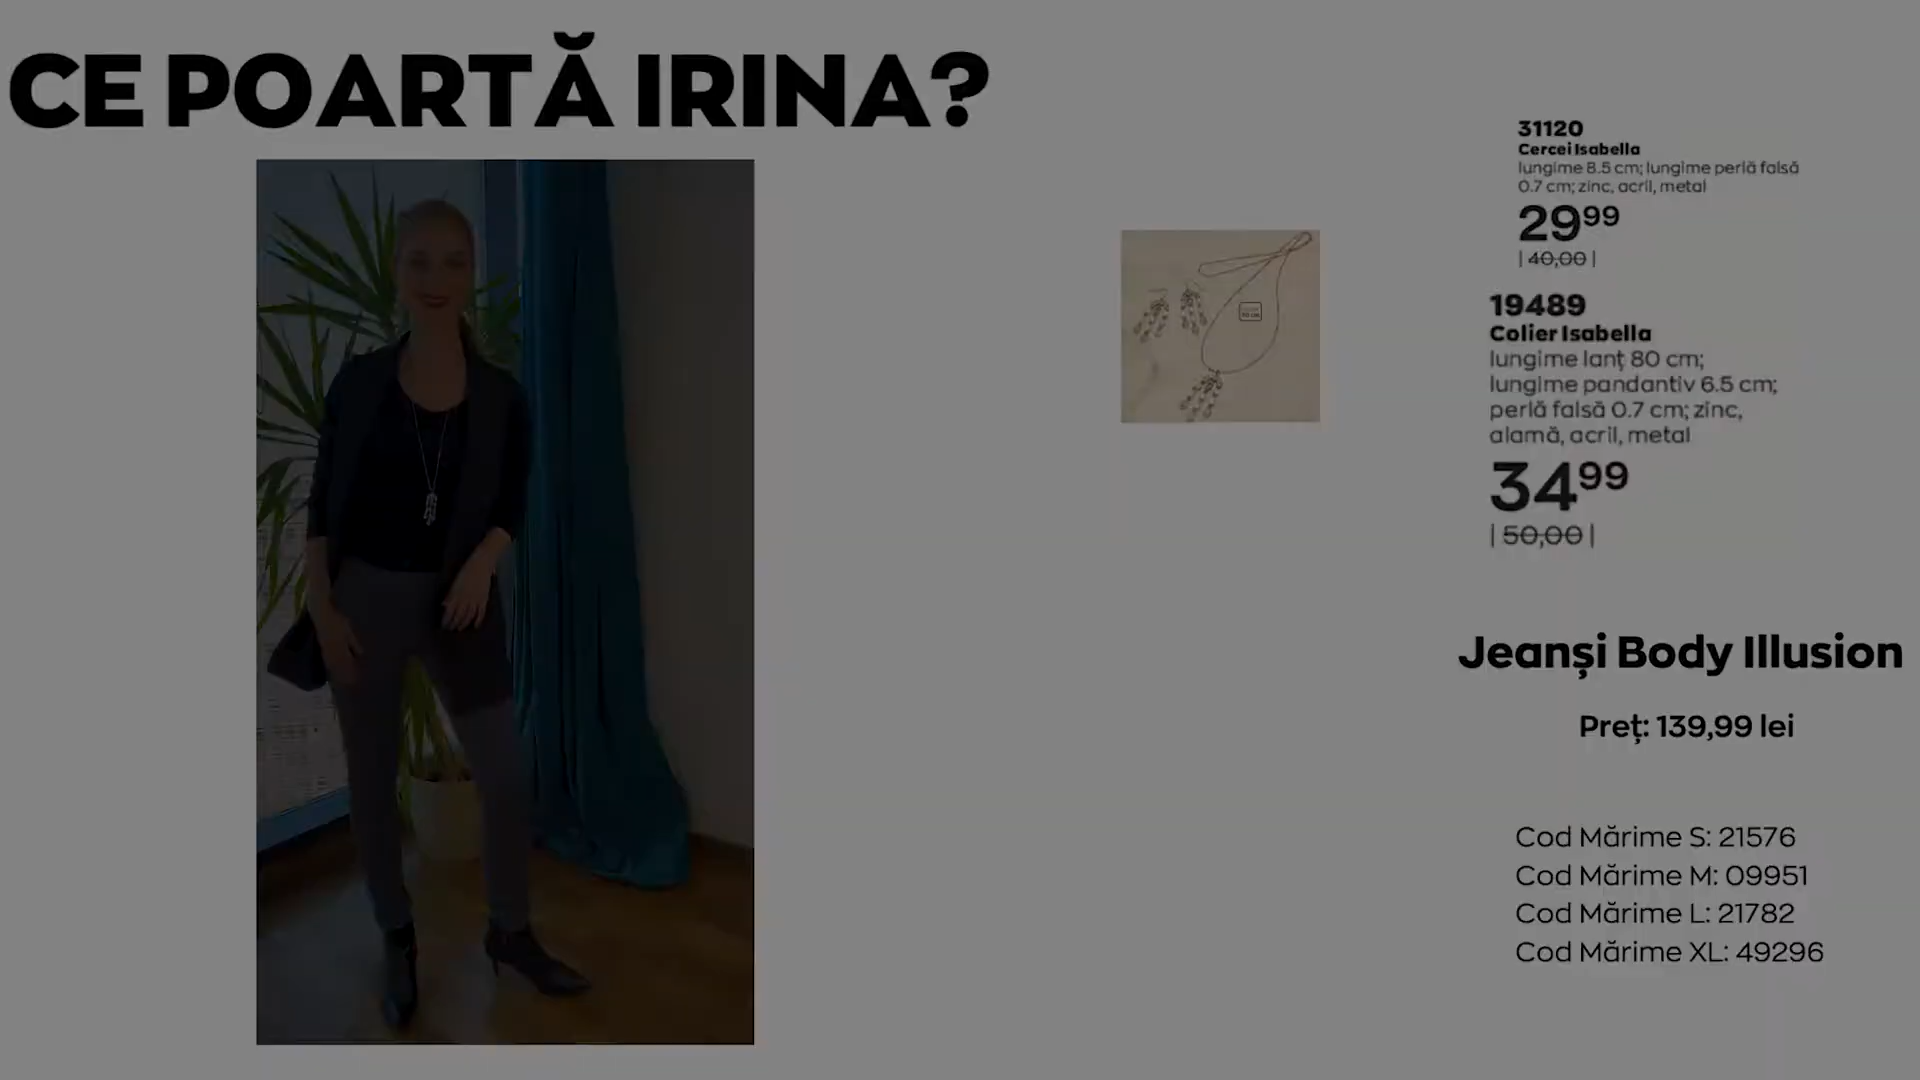 CE POARTĂ IRINA?
31120
Cercei Isabella
lungime 8.5 cm; lungime perlă falsă
0.7 cm; zinc, acril, metal
29⁹⁹
| 40,00 |
19489
Colier Isabella
lungime lanț 80 cm;
lungime pandantiv 6.5 cm;
perlă falsă 0.7 cm; zinc,
alamă, acril, metal
34⁹⁹
| 50,00 |
Jeanși Body Illusion
Preț: 139,99 lei
Cod Mărime S: 21576
Cod Mărime M: 09951
Cod Mărime L: 21782
Cod Mărime XL: 49296